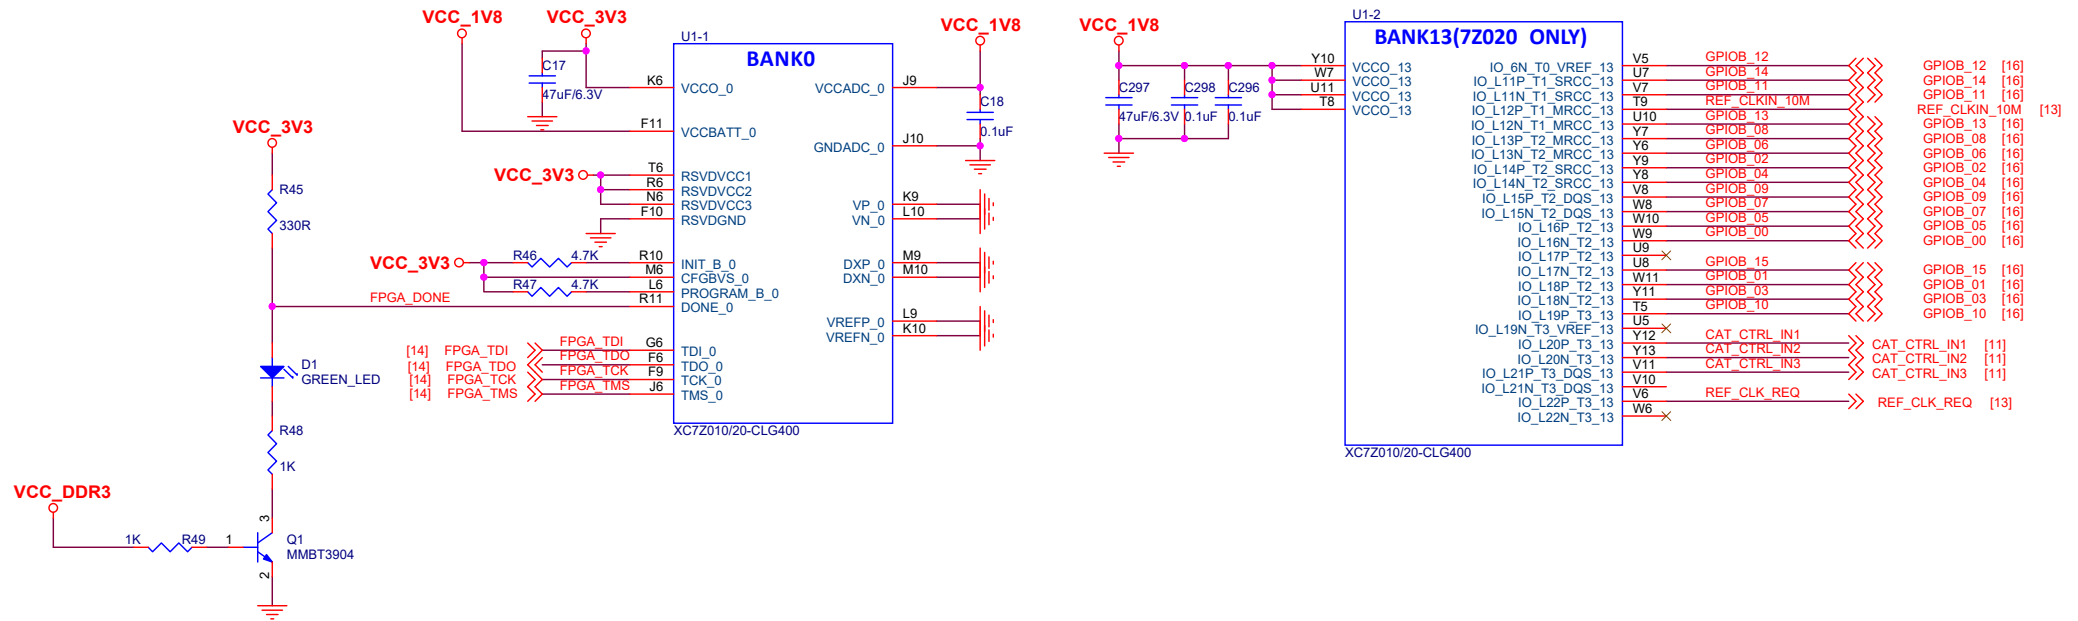 VCC_1V8 VCC_3V3
U1-1
BANK0
C17
47uF/6.3V
K6 VCCO_0
F11 VCCBATT_0
VCC_3V3
T6 RSVDVCC1
R6 RSVDVCC2
N6 RSVDVCC3
F10 RSVDGND
VCC_3V3
R46 4.7K R10 INIT_B_0
M6 CFGBVS_0
R47 4.7K L6 PROGRAM_B_0
FPGA_DONE R11 DONE_0
[14] FPGA_TDI FPGA_TDI G6 TDI_0
[14] FPGA_TDO FPGA_TDO F6 TDO_0
[14] FPGA_TCK FPGA_TCK F9 TCK_0
[14] FPGA_TMS FPGA_TMS J6 TMS_0
VCCADC_0 J9
GNDADC_0 J10
VP_0 K9
VN_0 L10
DXP_0 M9
DXN_0 M10
VREFP_0 L9
VREFN_0 K10
XC7Z010/20-CLG400
VCC_1V8
C18
0.1uF
VCC_3V3
R45
330R
D1
GREEN_LED
R48
1K
VCC_DDR3
1K R49 1
3
Q1
MMBT3904
2
VCC_1V8
C297
47uF/6.3V
C298
0.1uF
C296
0.1uF
U1-2
BANK13(7Z020 ONLY)
Y10 VCCO_13
W7 VCCO_13
U11 VCCO_13
T8 VCCO_13
IO_6N_T0_VREF_13 V5 GPIOB_12 GPIOB_12 [16]
IO_L11P_T1_SRCC_13 U7 GPIOB_14 GPIOB_14 [16]
IO_L11N_T1_SRCC_13 V7 GPIOB_11 GPIOB_11 [16]
IO_L12P_T1_MRCC_13 T9 REF_CLKIN_10M REF_CLKIN_10M [13]
IO_L12N_T1_MRCC_13 U10 GPIOB_13 GPIOB_13 [16]
IO_L13P_T2_MRCC_13 Y7 GPIOB_08 GPIOB_08 [16]
IO_L13N_T2_MRCC_13 Y6 GPIOB_06 GPIOB_06 [16]
IO_L14P_T2_SRCC_13 Y9 GPIOB_02 GPIOB_02 [16]
IO_L14N_T2_SRCC_13 Y8 GPIOB_04 GPIOB_04 [16]
IO_L15P_T2_DQS_13 V8 GPIOB_09 GPIOB_09 [16]
IO_L15N_T2_DQS_13 W8 GPIOB_07 GPIOB_07 [16]
IO_L16P_T2_13 W10 GPIOB_05 GPIOB_05 [16]
IO_L16N_T2_13 W9 GPIOB_00 GPIOB_00 [16]
IO_L17P_T2_13 U9
IO_L17N_T2_13 U8 GPIOB_15 GPIOB_15 [16]
IO_L18P_T2_13 W11 GPIOB_01 GPIOB_01 [16]
IO_L18N_T2_13 Y11 GPIOB_03 GPIOB_03 [16]
IO_L19P_T3_13 T5 GPIOB_10 GPIOB_10 [16]
IO_L19N_T3_VREF_13 U5
IO_L20P_T3_13 Y12 CAT_CTRL_IN1 CAT_CTRL_IN1 [11]
IO_L20N_T3_13 Y13 CAT_CTRL_IN2 CAT_CTRL_IN2 [11]
IO_L21P_T3_DQS_13 V11 CAT_CTRL_IN3 CAT_CTRL_IN3 [11]
IO_L21N_T3_DQS_13 V10
IO_L22P_T3_13 V6 REF_CLK_REQ REF_CLK_REQ [13]
IO_L22N_T3_13 W6
XC7Z010/20-CLG400